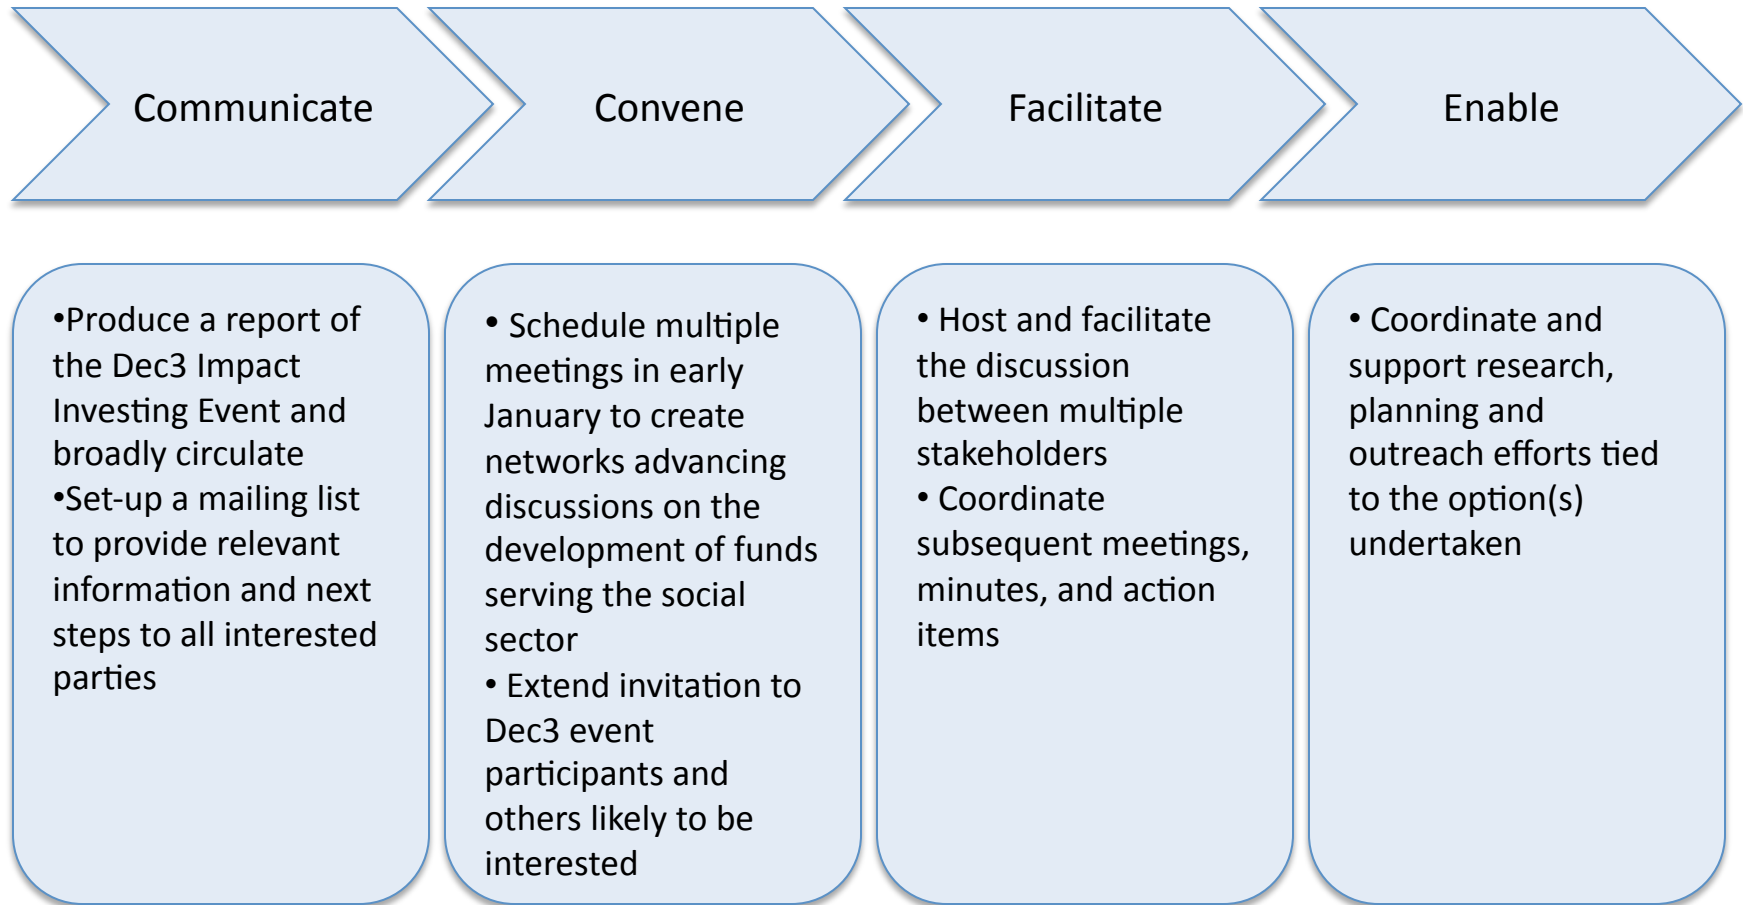 Communicate
Convene
Facilitate
Enable
•Produce a report of
the Dec3 Impact
Investing Event and
broadly circulate
•Set-up a mailing list
to provide relevant
information and next
steps to all interested
parties
• Schedule multiple
meetings in early
January to create
networks advancing
discussions on the
development of funds
serving the social
sector
• Extend invitation to
Dec3 event
participants and
others likely to be
interested
• Host and facilitate
the discussion
between multiple
stakeholders
• Coordinate
subsequent meetings,
minutes, and action
items
• Coordinate and
support research,
planning and
outreach efforts tied
to the option(s)
undertaken